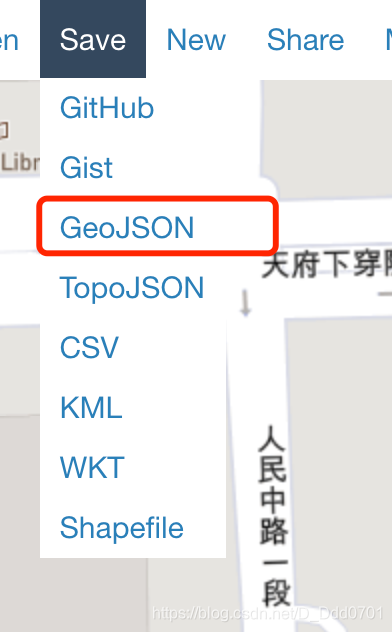 en Save New Share M
GitHub
Gist
GeoJSON
TopoJSON
CSV
KML
WKT
Shapefile
Libr
天府下穿隧
人民中路一段
https://blog.csdn.net/D_Ddd0701